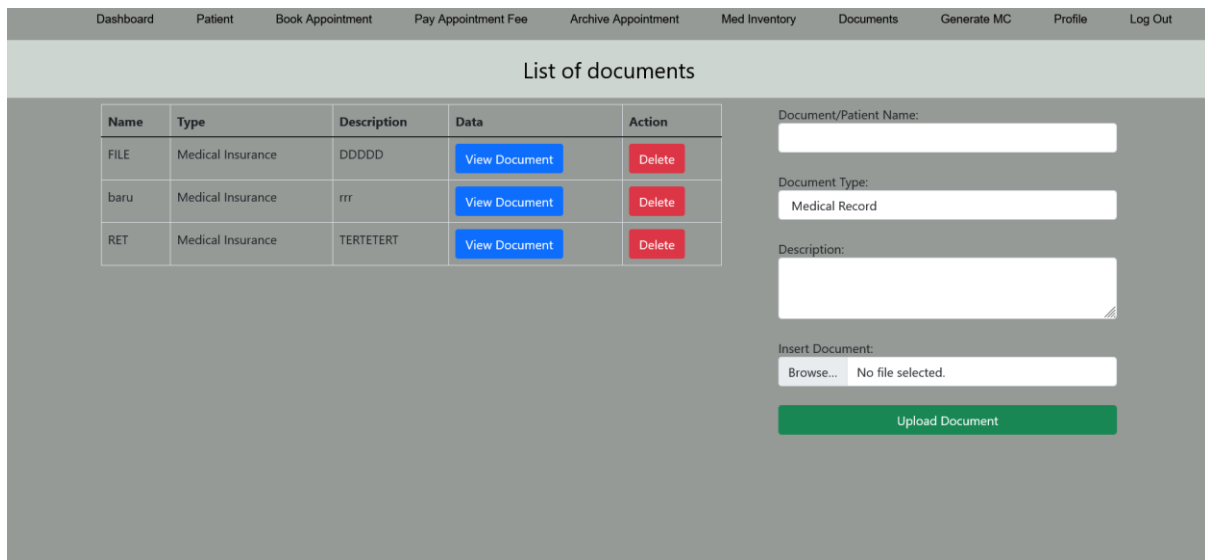 Dashboard Patient Book Appointment Pay Appointment Fee Archive Appointment Med Inventory Documents Generate MC Profile Log Out
List of documents
Name Type Description Data Action
FILE Medical Insurance DDDDD View Document Delete
baru Medical Insurance rrr View Document Delete
RET Medical Insurance TERTETERT View Document Delete
Document/Patient Name:
Document Type:
Medical Record
Description:
Insert Document:
Browse... No file selected.
Upload Document